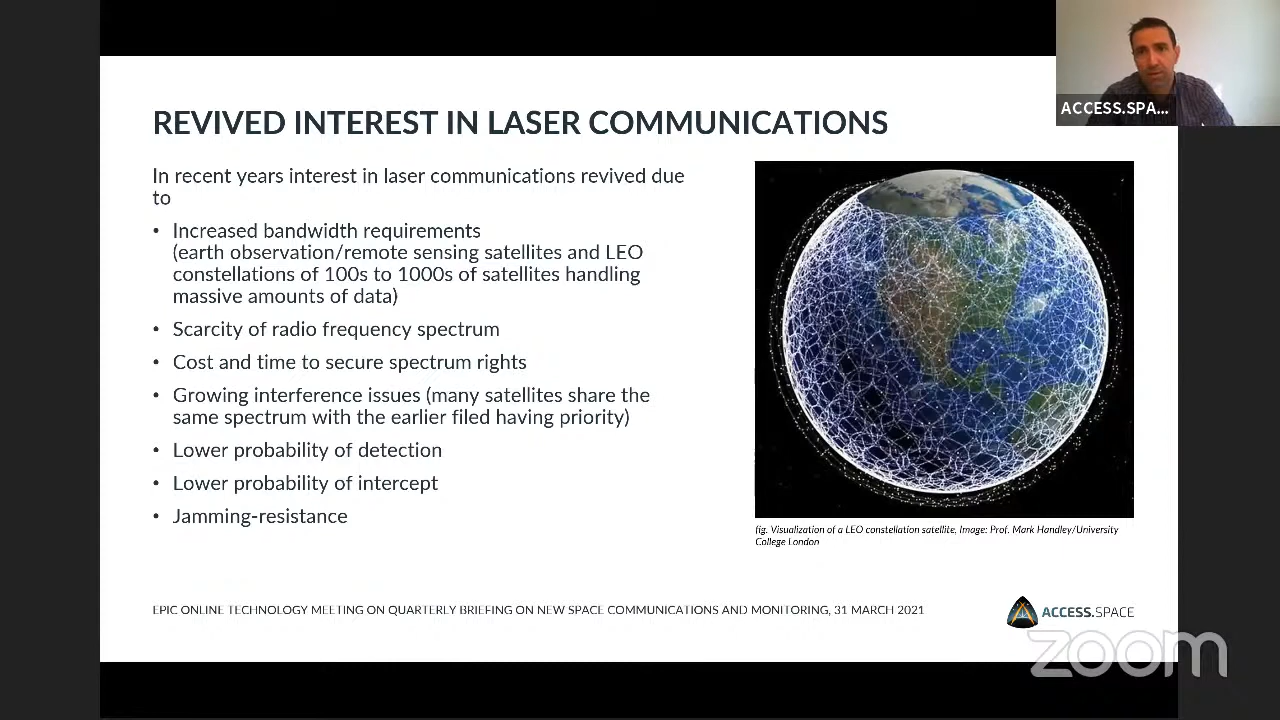 ACCESS.SPA...
REVIVED INTEREST IN LASER COMMUNICATIONS
In recent years interest in laser communications revived due
to
• Increased bandwidth requirements
(earth observation/remote sensing satellites and LEO
constellations of 100s to 1000s of satellites handling
massive amounts of data)
• Scarcity of radio frequency spectrum
• Cost and time to secure spectrum rights
• Growing interference issues (many satellites share the
same spectrum with the earlier filed having priority)
• Lower probability of detection
• Lower probability of intercept
• Jamming-resistance
fig. Visualization of a LEO constellation satellite, Image: Prof. Mark Handley/University
College London
EPIC ONLINE TECHNOLOGY MEETING ON QUARTERLY BRIEFING ON NEW SPACE COMMUNICATIONS AND MONITORING, 31 MARCH 2021
ACCESS.SPACE
zoom